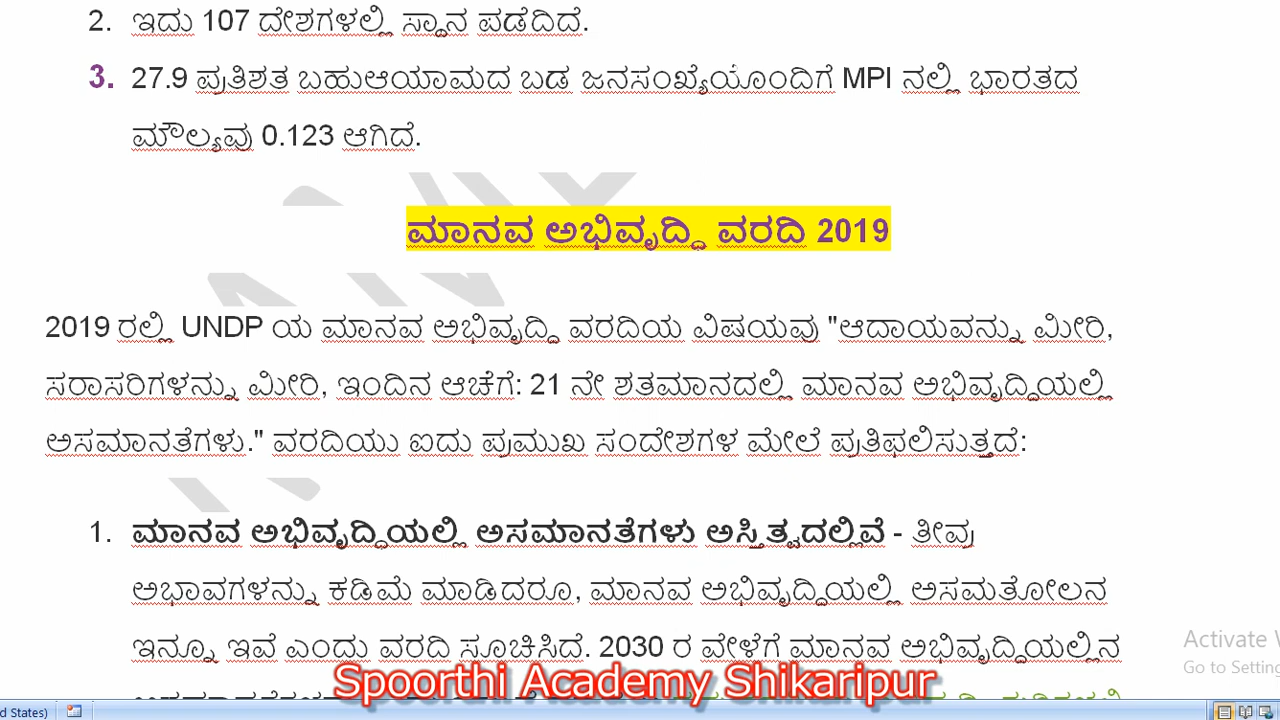 2. ಇದು 107 ದೇಶಗಳಲ್ಲಿ ಸ್ಥಾನ ಪಡೆದಿದೆ.
3. 27.9 ಪ್ರತಿಶತ ಬಹುಆಯಾಮದ ಬಡ ಜನಸಂಖ್ಯೆಯೊಂದಿಗೆ MPI ನಲ್ಲಿ ಭಾರತದ
ಮೌಲ್ಯವು 0.123 ಆಗಿದೆ.
ಮಾನವ ಅಭಿವೃದ್ಧಿ ವರದಿ 2019
2019 ರಲ್ಲಿ UNDP ಯ ಮಾನವ ಅಭಿವೃದ್ಧಿ ವರದಿಯ ವಿಷಯವು "ಆದಾಯವನ್ನು ಮೀರಿ,
ಸರಾಸರಿಗಳನ್ನು ಮೀರಿ, ಇಂದಿನ ಆಚೆಗೆ: 21 ನೇ ಶತಮಾನದಲ್ಲಿ ಮಾನವ ಅಭಿವೃದ್ಧಿಯಲ್ಲಿ
ಅಸಮಾನತೆಗಳು." ವರದಿಯು ಐದು ಪ್ರಮುಖ ಸಂದೇಶಗಳ ಮೇಲೆ ಪ್ರತಿಫಲಿಸುತ್ತದೆ:
1. ಮಾನವ ಅಭಿವೃದ್ಧಿಯಲ್ಲಿ ಅಸಮಾನತೆಗಳು ಅಸ್ತಿತ್ವದಲ್ಲಿವೆ - ತೀವ್ರ
ಅಭಾವಗಳನ್ನು ಕಡಿಮೆ ಮಾಡಿದರೂ, ಮಾನವ ಅಭಿವೃದ್ಧಿಯಲ್ಲಿ ಅಸಮತೋಲನ
ಇನ್ನೂ ಇವೆ ಎಂದು ವರದಿ ಸೂಚಿಸಿದೆ. 2030 ರ ವೇಳೆಗೆ ಮಾನವ ಅಭಿವೃದ್ಧಿಯಲ್ಲಿನ
Activate
Go to Setting
Spoorthi Academy Shikaripur
d States)